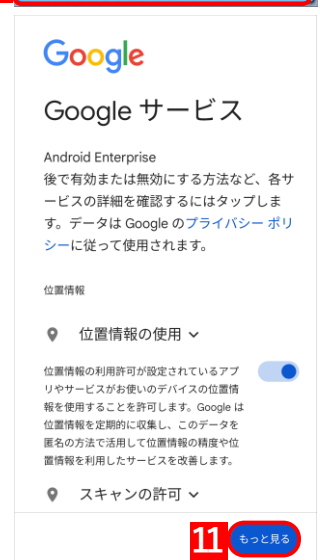 Google
Google サービス
Android Enterprise
後で有効または無効にする方法など、各サ
ービスの詳細を確認するにはタップしま
す。データは Google のプライバシー ポリ
シーに従って使用されます。
位置情報
位置情報の使用
位置情報の利用許可が設定されているアプ
リやサービスがお使いのデバイスの位置情
報を使用することを許可します。Google は
位置情報を定期的に収集し、このデータを
匿名の方法で活用して位置情報の精度や位
置情報を利用したサービスを改善します。
スキャンの許可
11 もっと見る